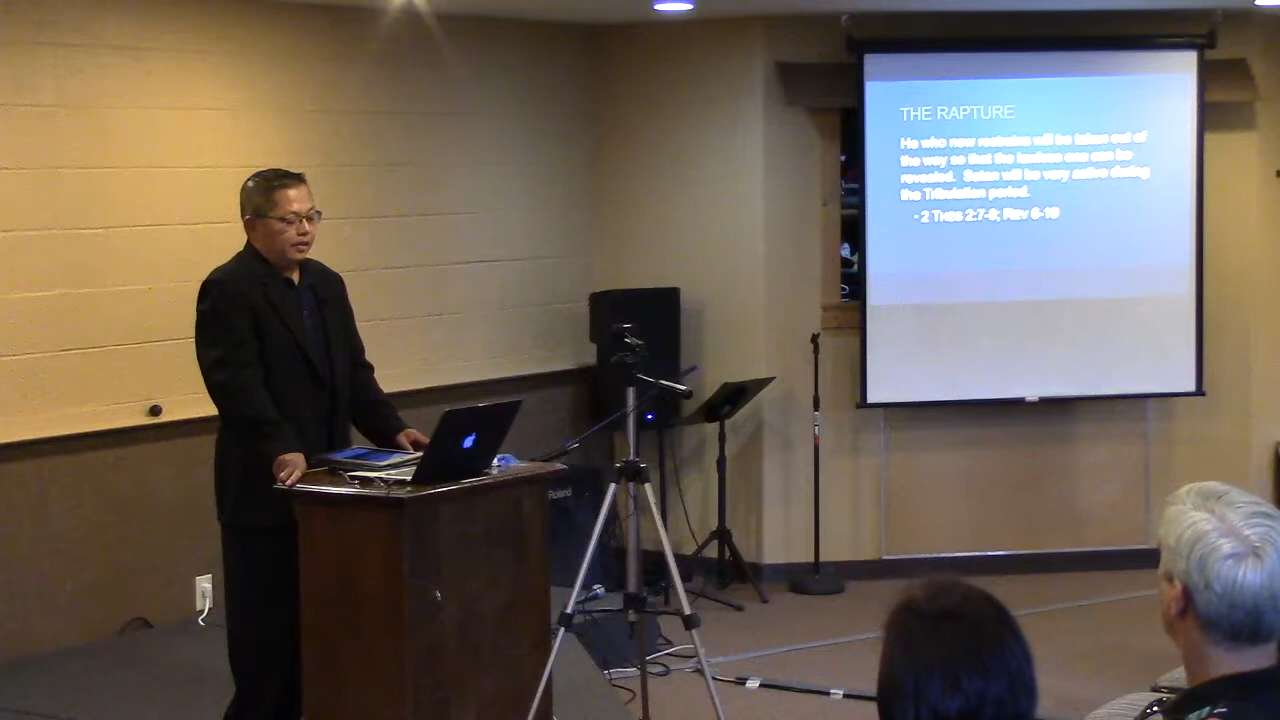 THE RAPTURE
He who now restrains will be taken out of
the way so that the lawless one can be
revealed. Satan will be very active during
the Tribulation period.
• 2 THES 2:7-8; REV 6-19
Roland